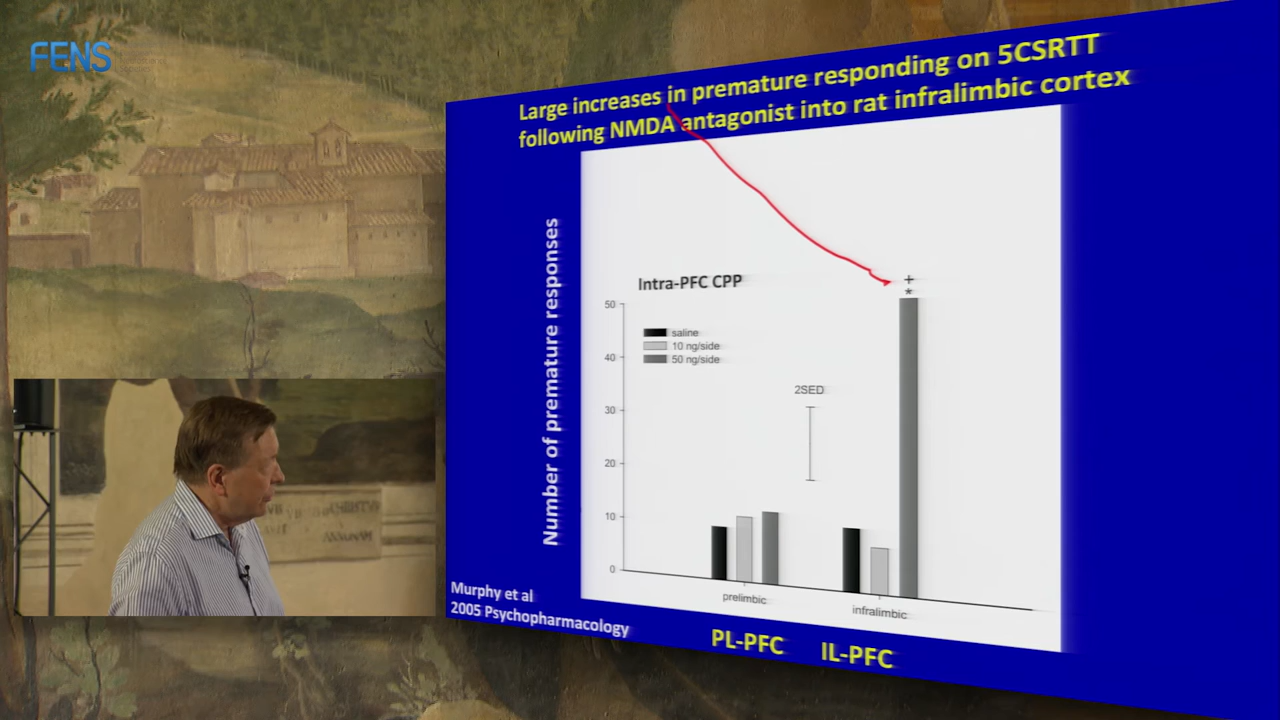 FENS
Large increases in premature responding on 5CSRTT
following NMDA antagonist into rat infralimbic cortex
Number of premature responses
Intra-PFC CPP
saline
10 ng/side
50 ng/side
2SED
+
*
50
40
30
20
10
0
prelimbic
infralimbic
PL-PFC
IL-PFC
Murphy et al
2005 Psychopharmacology